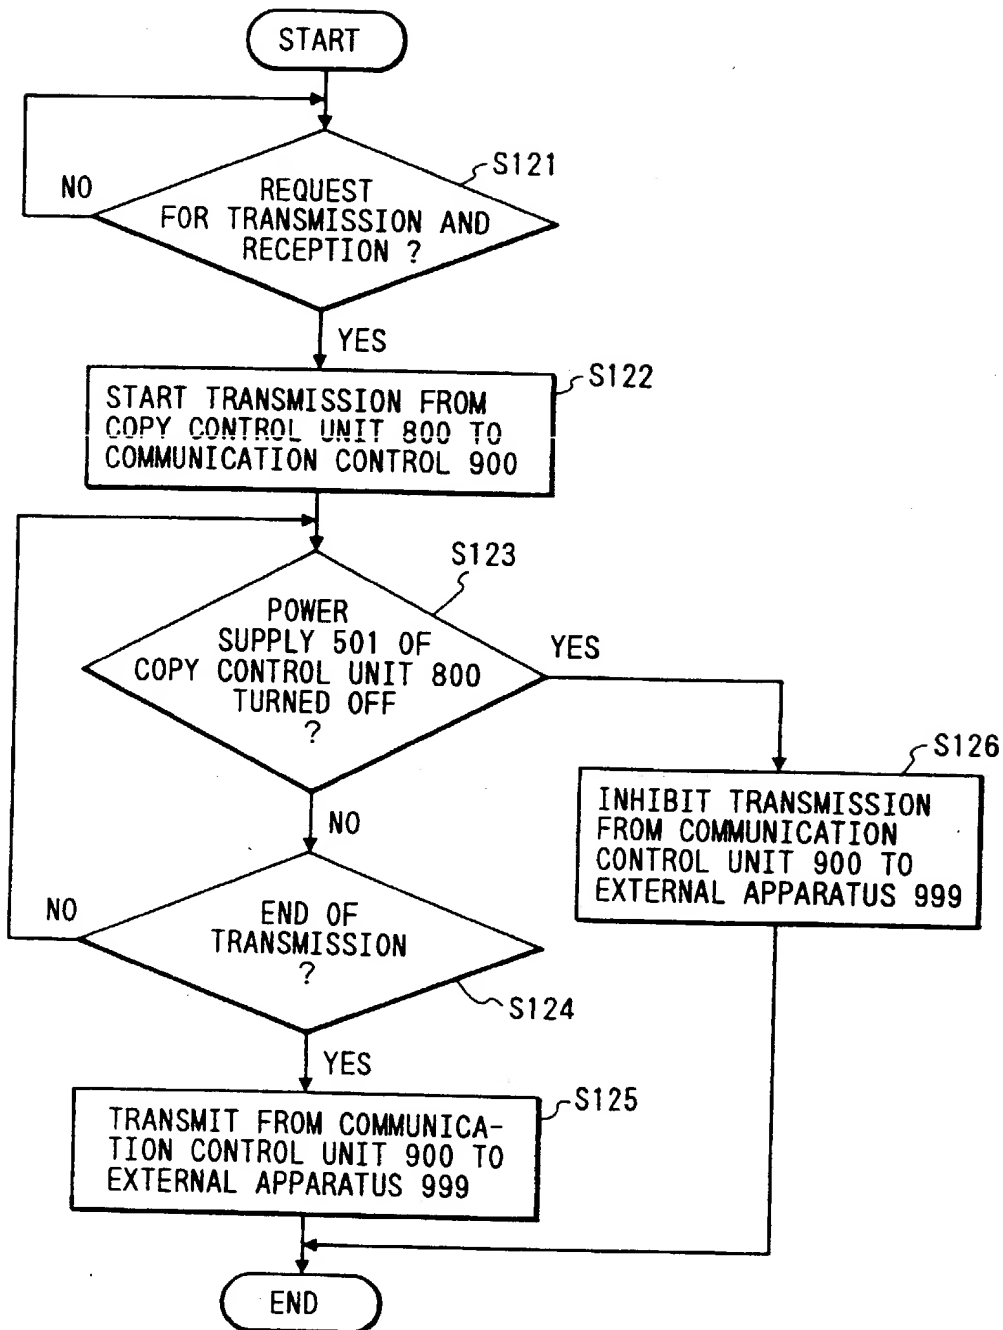 START
S121
NO
REQUEST
FOR TRANSMISSION AND
RECEPTION ?
YES
S122
START TRANSMISSION FROM
COPY CONTROL UNIT 800 TO
COMMUNICATION CONTROL 900
S123
POWER
SUPPLY 501 OF
COPY CONTROL UNIT 800
TURNED OFF
?
YES
S126
INHIBIT TRANSMISSION
FROM COMMUNICATION
CONTROL UNIT 900 TO
EXTERNAL APPARATUS 999
NO
NO
END OF
TRANSMISSION
?
S124
YES
S125
TRANSMIT FROM COMMUNICA-
TION CONTROL UNIT 900 TO
EXTERNAL APPARATUS 999
END